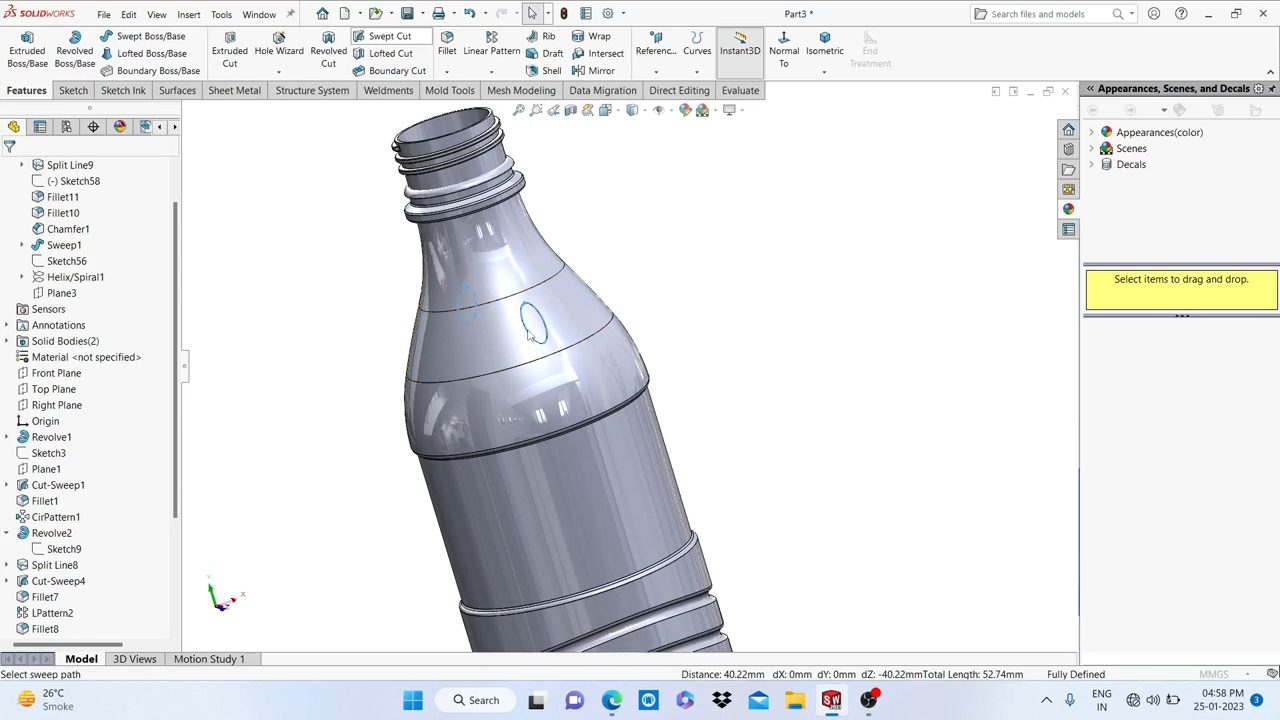 SOLIDWORKS
File
Edit
View
Insert
Tools
Window
Part3 *
Search files and models
Extruded Boss/Base
Revolved Boss/Base
Swept Boss/Base
Lofted Boss/Base
Boundary Boss/Base
Extruded Cut
Hole Wizard
Revolved Cut
Swept Cut
Lofted Cut
Boundary Cut
Fillet
Linear Pattern
Rib
Draft
Shell
Wrap
Intersect
Mirror
Referenc...
Curves
Instant3D
Normal To
Isometric
End Treatment
Features
Sketch
Sketch Ink
Surfaces
Sheet Metal
Structure System
Weldments
Mold Tools
Mesh Modeling
Data Migration
Direct Editing
Evaluate
Appearances, Scenes, and Decals
Appearances(color)
Scenes
Decals
Select items to drag and drop.
Split Line9
(-) Sketch58
Fillet11
Fillet10
Chamfer1
Sweep1
Sketch56
Helix/Spiral1
Plane3
Sensors
Annotations
Solid Bodies(2)
Material <not specified>
Front Plane
Top Plane
Right Plane
Origin
Revolve1
Sketch3
Plane1
Cut-Sweep1
Fillet1
CirPattern1
Revolve2
Sketch9
Split Line8
Cut-Sweep4
Fillet7
LPattern2
Fillet8
Y
X
Model
3D Views
Motion Study 1
Select sweep path
Distance: 40.22mm dX: 0mm dY: 0mm dZ: -40.22mmTotal Length: 52.74mm
Fully Defined
MMGS
26°C
Smoke
Search
ENG
IN
04:58 PM
25-01-2023
3